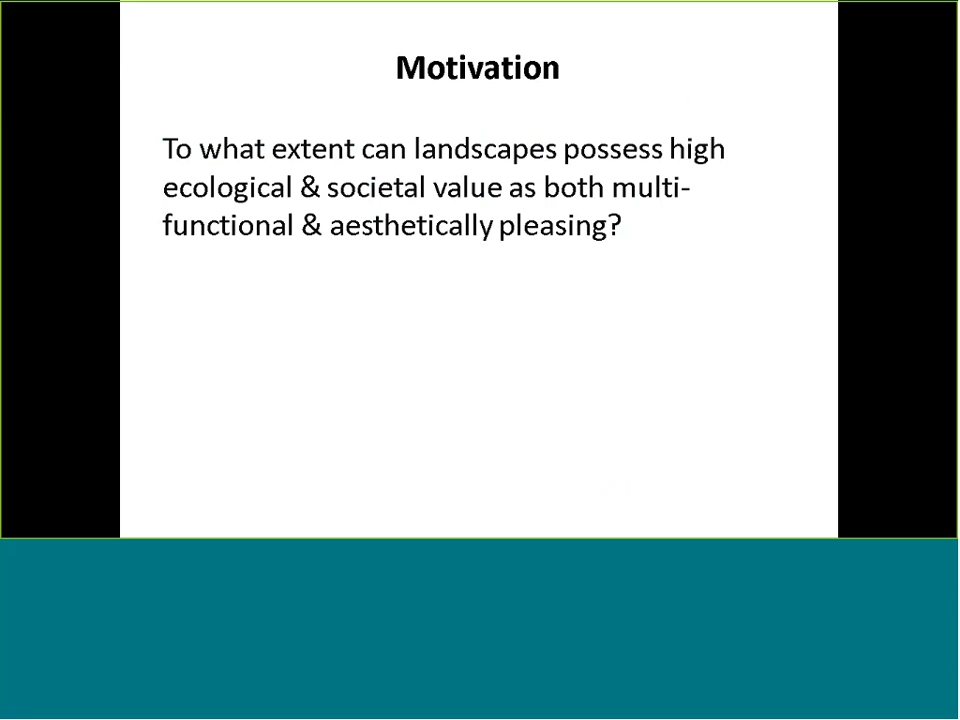 Motivation
To what extent can landscapes possess high
ecological & societal value as both multi-
functional & aesthetically pleasing?